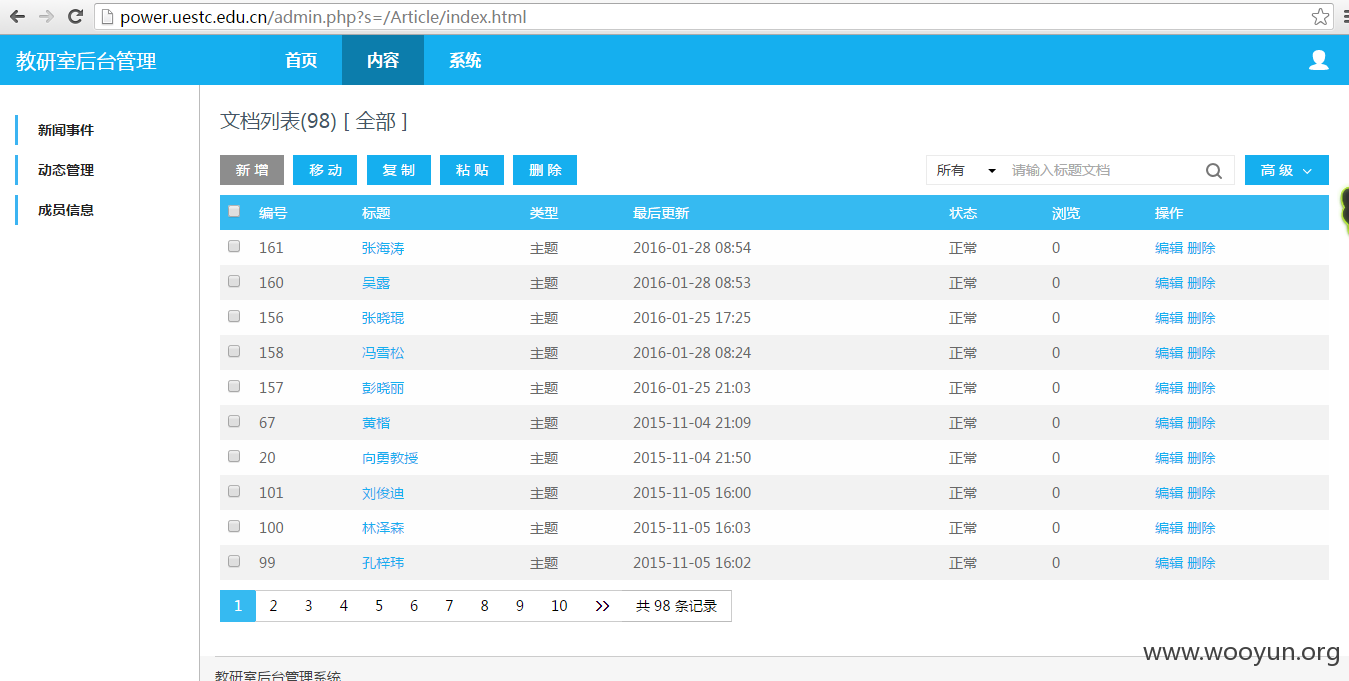 power.uestc.edu.cn/admin.php?s=/Article/index.html
教研室后台管理 首页 内容 系统
新闻事件
动态管理
成员信息
文档列表(98) [ 全部 ]
新 增 移 动 复 制 粘 贴 删 除 所有 请输入标题文档 高 级
编号 标题 类型 最后更新 状态 浏览 操作
161 张海涛 主题 2016-01-28 08:54 正常 0 编辑 删除
160 吴露 主题 2016-01-28 08:53 正常 0 编辑 删除
156 张晓琨 主题 2016-01-25 17:25 正常 0 编辑 删除
158 冯雪松 主题 2016-01-28 08:24 正常 0 编辑 删除
157 彭晓丽 主题 2016-01-25 21:03 正常 0 编辑 删除
67 黄楷 主题 2015-11-04 21:09 正常 0 编辑 删除
20 向勇教授 主题 2015-11-04 21:50 正常 0 编辑 删除
101 刘俊迪 主题 2015-11-05 16:00 正常 0 编辑 删除
100 林泽森 主题 2015-11-05 16:03 正常 0 编辑 删除
99 孔梓玮 主题 2015-11-05 16:02 正常 0 编辑 删除
1 2 3 4 5 6 7 8 9 10 >> 共 98 条记录
www.wooyun.org
教研室后台管理系统